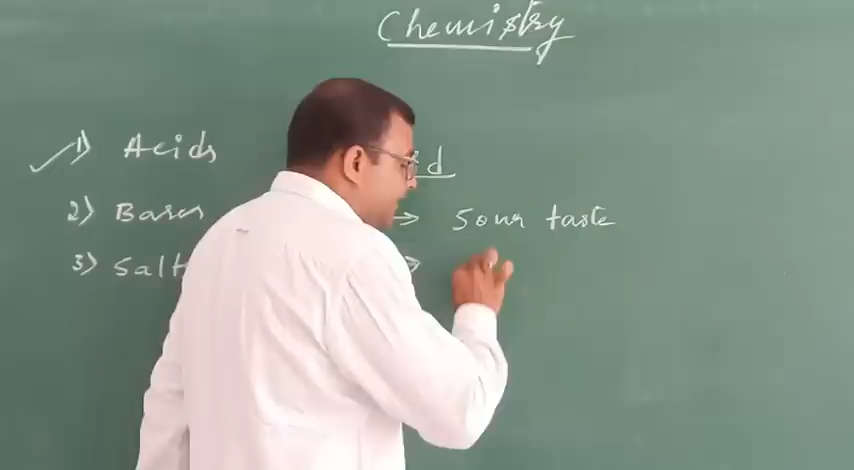 Chemistry
1) Acids
2) Bases
3) Salt
→ Sour taste
→